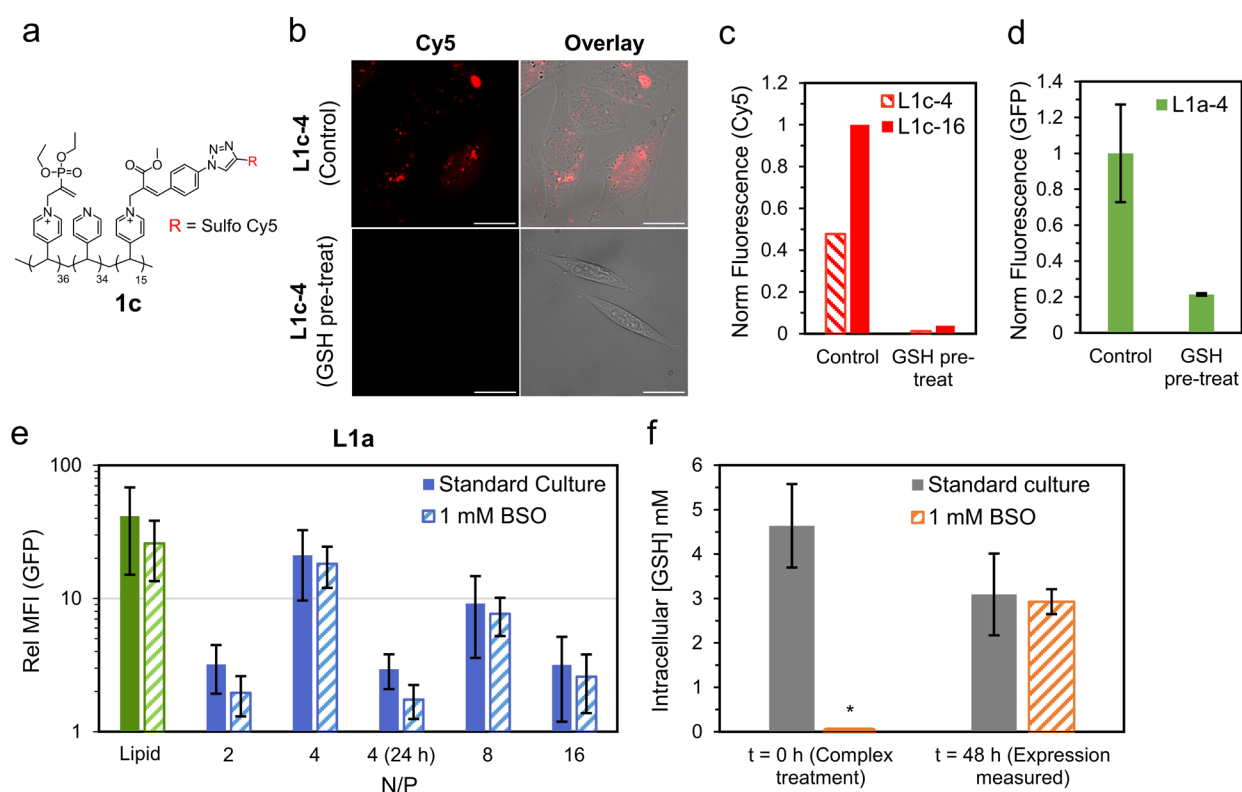 a
O
O
P
O
O
O
N
N
N
R
N
+
N
N
+
R = Sulfo Cy5
36
34
15
1c
b
Cy5
Overlay
L1c-4
(Control)
L1c-4
(GSH pre-treat)
c
Norm Fluorescence (Cy5)
1.2
1
0.8
0.6
0.4
0.2
0
L1c-4
L1c-16
Control
GSH pre-
treat
d
Norm Fluorescence (GFP)
1.4
1.2
1
0.8
0.6
0.4
0.2
0
L1a-4
Control
GSH
pre-treat
e
L1a
Rel MFI (GFP)
100
10
1
Standard Culture
1 mM BSO
Lipid
2
4
4 (24 h)
8
16
N/P
f
Intracellular [GSH] mM
6
5
4
3
2
1
0
Standard culture
1 mM BSO
*
t = 0 h (Complex
treatment)
t = 48 h (Expression
measured)